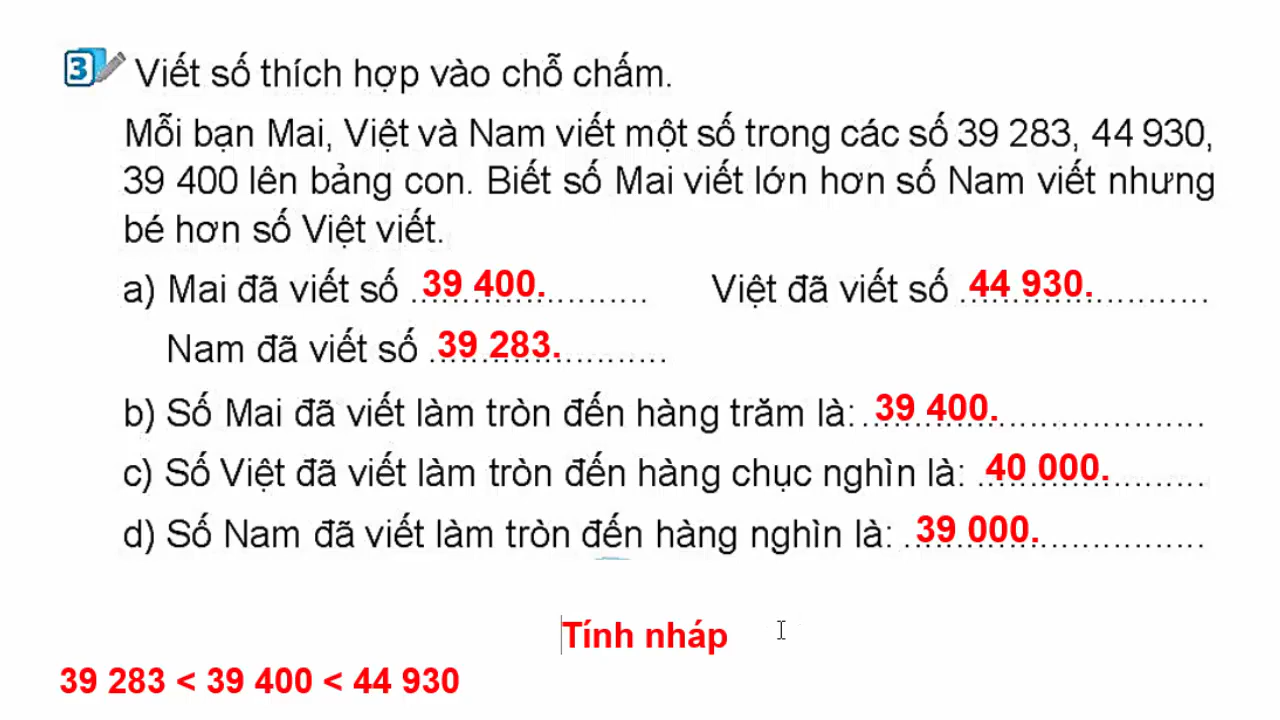 3 Viết số thích hợp vào chỗ chấm.
Mỗi bạn Mai, Việt và Nam viết một số trong các số 39 283, 44 930,
39 400 lên bảng con. Biết số Mai viết lớn hơn số Nam viết nhưng
bé hơn số Việt viết.
a) Mai đã viết số 39 400. Việt đã viết số 44 930.
Nam đã viết số 39 283.
b) Số Mai đã viết làm tròn đến hàng trăm là: 39 400.
c) Số Việt đã viết làm tròn đến hàng chục nghìn là: 40 000.
d) Số Nam đã viết làm tròn đến hàng nghìn là: 39 000.
Tính nháp
39 283 < 39 400 < 44 930